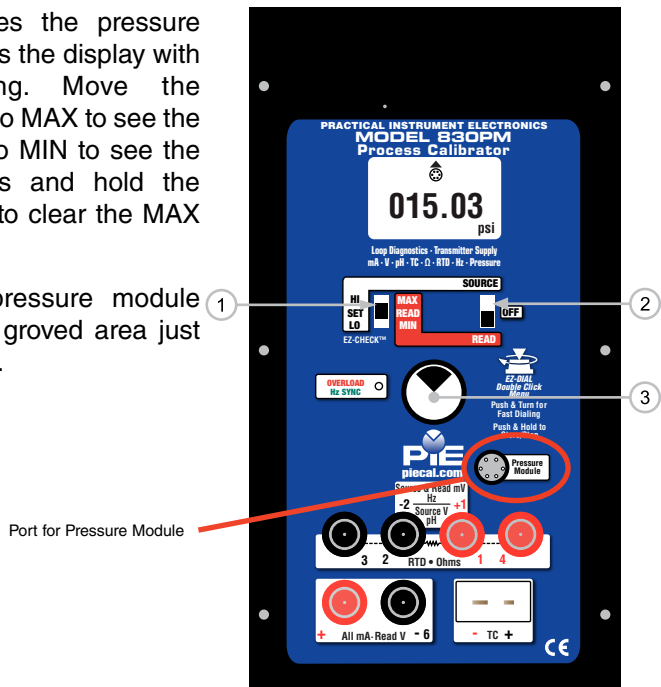 es the pressure
s the display with
ng. Move the
o MAX to see the
o MIN to see the
s and hold the
to clear the MAX
pressure module
groved area just
.
PRACTICAL INSTRUMENT ELECTRONICS
MODEL 830PM
Process Calibrator
015.03
psi
Loop Diagnostics - Transmitter Supply
mA - V - pH - TC - Ω - RTD - Hz - Pressure
SOURCE
HI
SET
LO
MAX
READ
MIN
OFF
EZ-CHECK™
READ
1
2
3
OVERLOAD
Hz SYNC
EZ-DIAL
Double Click
Menu
Push & Turn for
Fast Dialing
Push & Hold to
PIE
piecal.com
Pressure
Module
Source & Read mV
Hz
-2 +1
Source V
pH
Port for Pressure Module
3 2 RTD • Ohms 1 4
+ All mA- Read V - 6
- TC +
CE